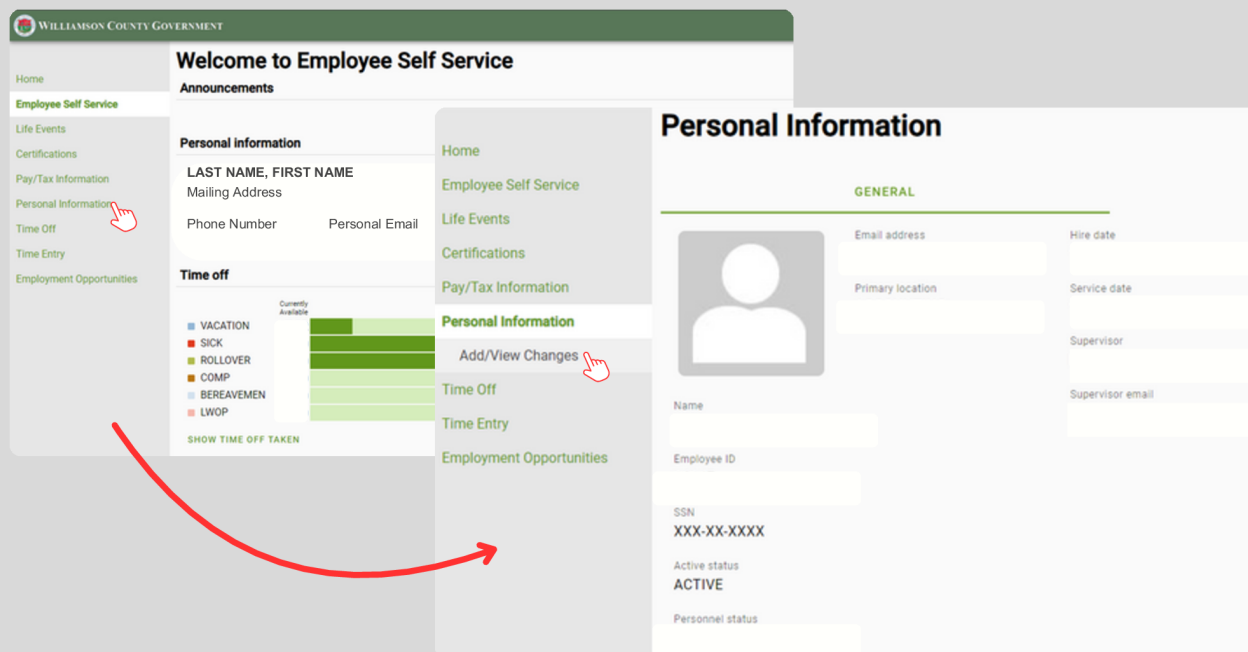 WILLIAMSON COUNTY GOVERNMENT
Home
Employee Self Service
Life Events
Certifications
Pay/Tax Information
Personal Information
Time Off
Time Entry
Employment Opportunities
Welcome to Employee Self Service
Announcements
Personal information
LAST NAME, FIRST NAME
Mailing Address
Phone Number Personal Email
Time off
Currently
Available
VACATION
SICK
ROLLOVER
COMP
BEREAVEMEN
LWOP
SHOW TIME OFF TAKEN
Home
Employee Self Service
Life Events
Certifications
Pay/Tax Information
Personal Information
Add/View Changes
Time Off
Time Entry
Employment Opportunities
Personal Information
GENERAL
Email address
Primary location
Hire date
Service date
Supervisor
Supervisor email
Name
Employee ID
SSN
XXX-XX-XXXX
Active status
ACTIVE
Personnel status